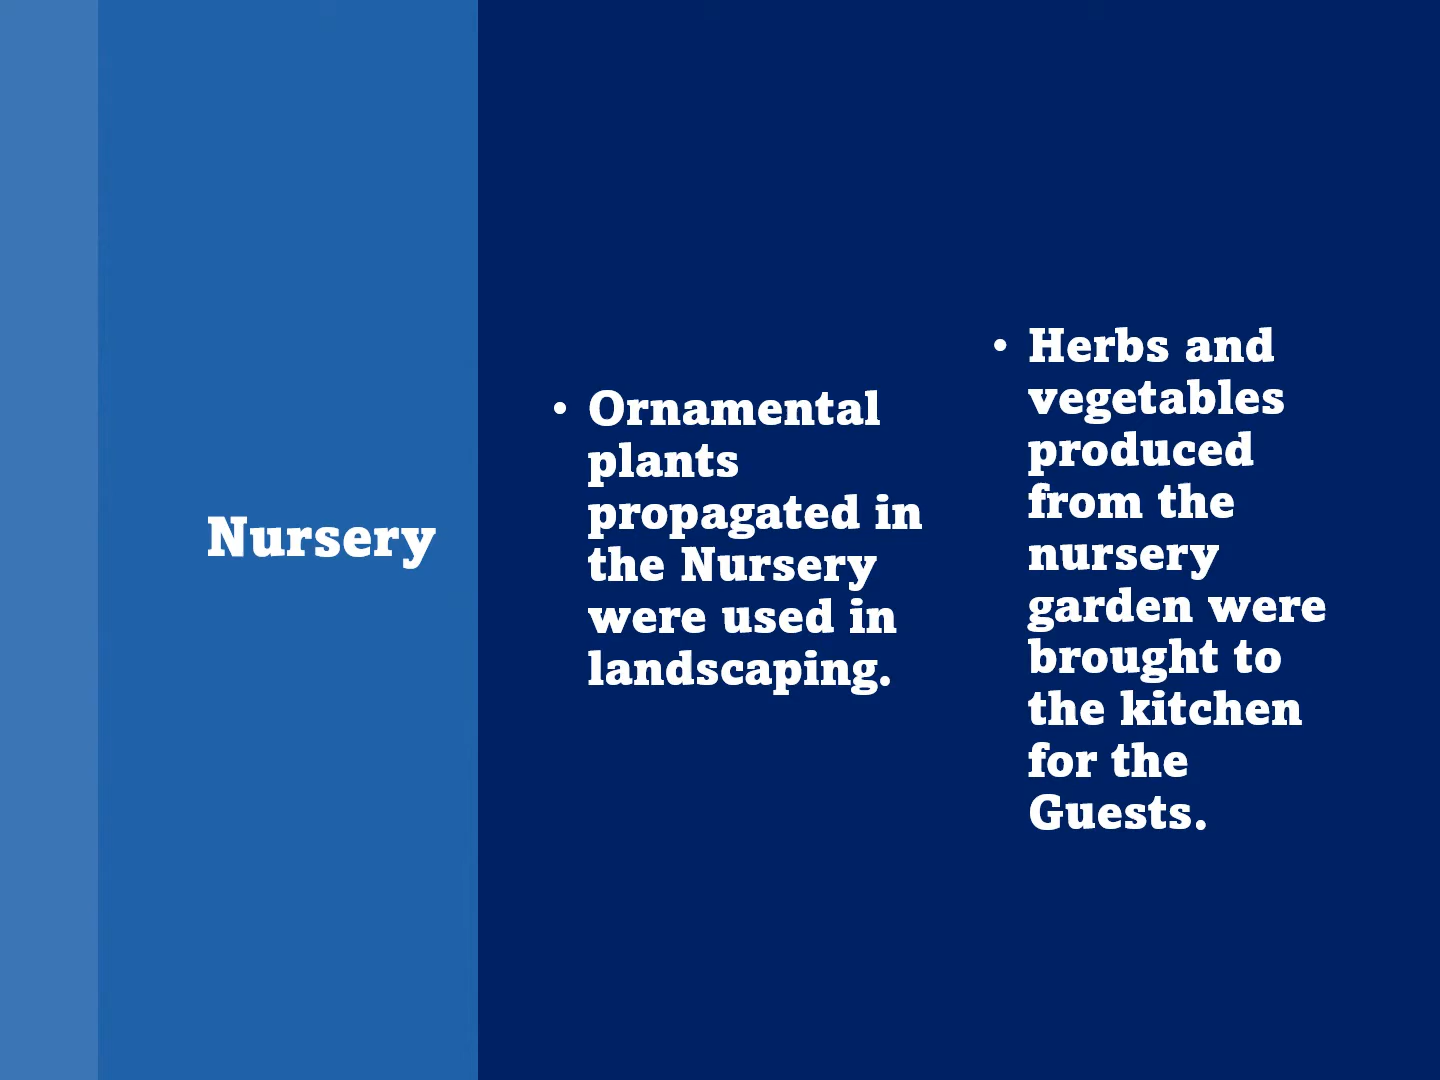 Nursery
• Ornamental
plants
propagated in
the Nursery
were used in
landscaping.
• Herbs and
vegetables
produced
from the
nursery
garden were
brought to
the kitchen
for the
Guests.